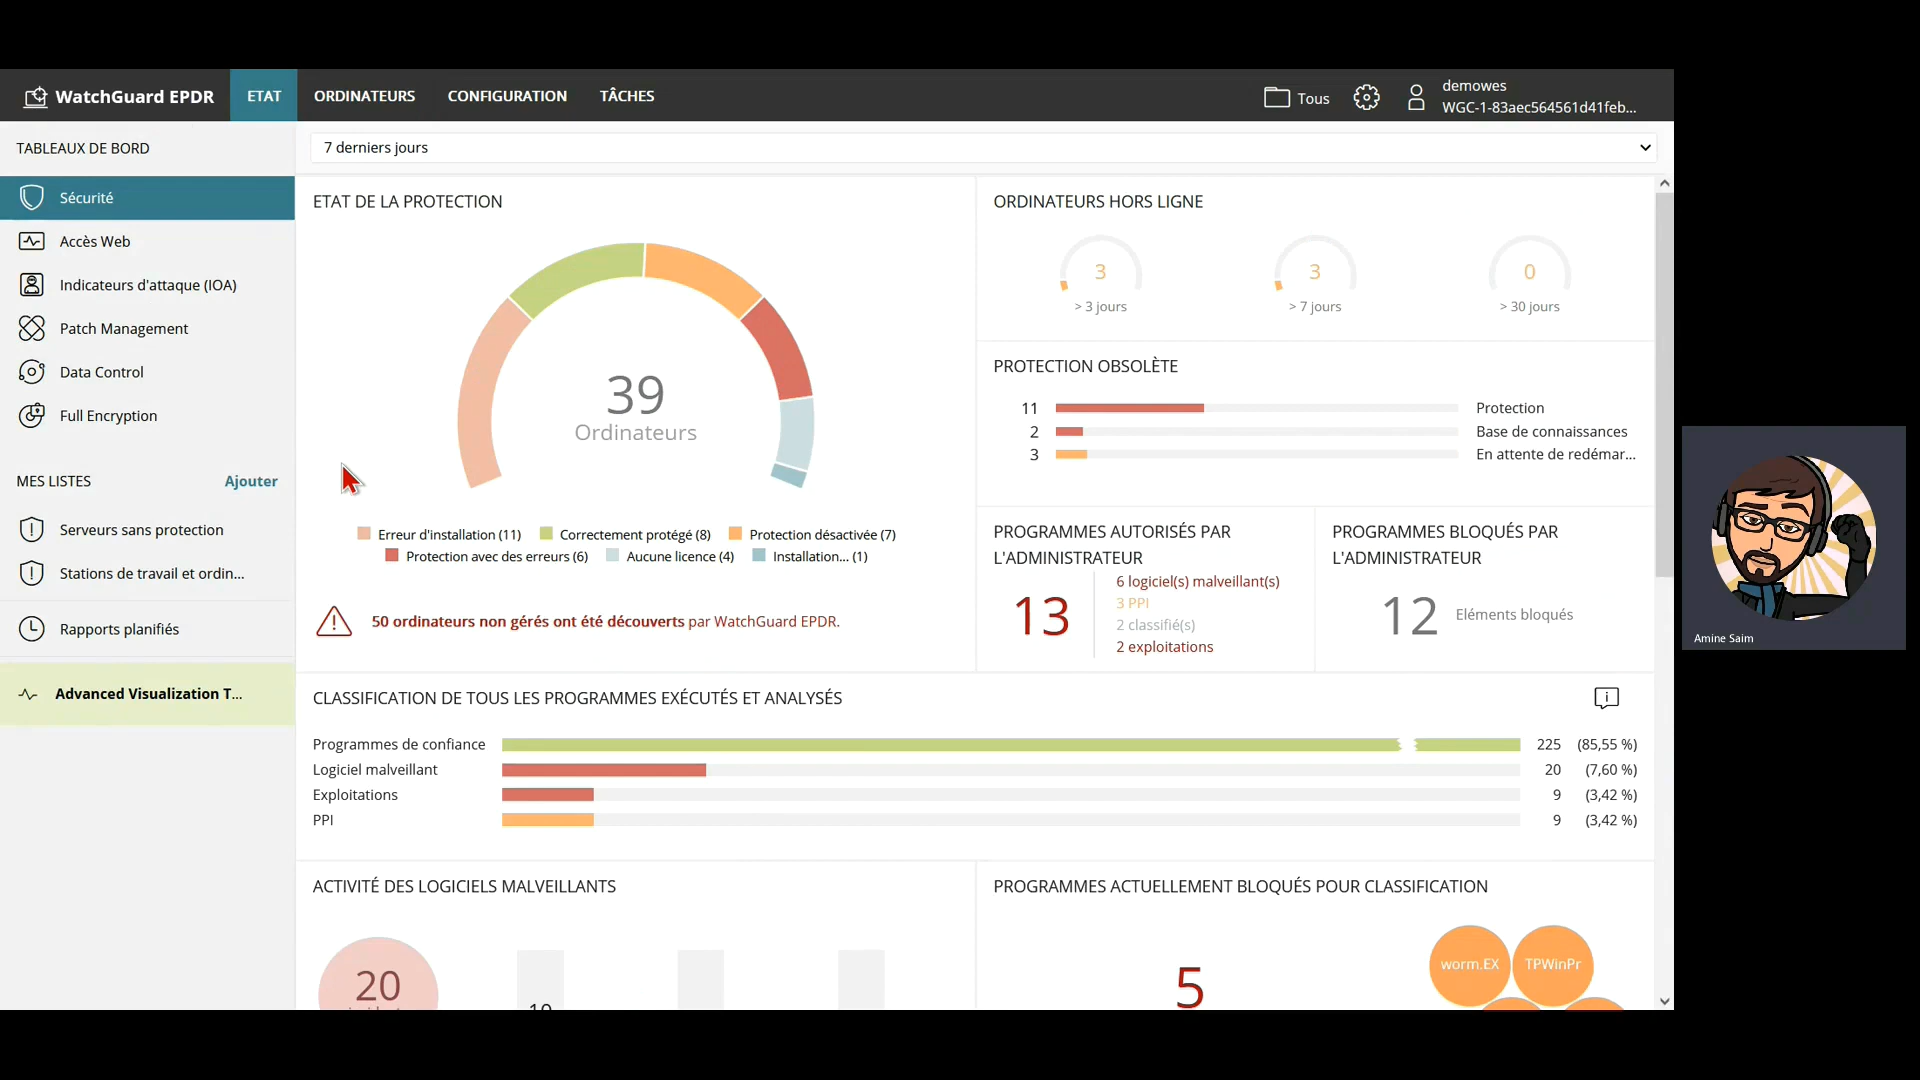 WatchGuard EPDR
ETAT
ORDINATEURS
CONFIGURATION
TÂCHES
Tous
demowes
WGC-1-83aec564561d41feb...
TABLEAUX DE BORD
Sécurité
Accès Web
Indicateurs d'attaque (IOA)
Patch Management
Data Control
Full Encryption
MES LISTES
Ajouter
Serveurs sans protection
Stations de travail et ordin...
Rapports planifiés
Advanced Visualization T...
7 derniers jours
ETAT DE LA PROTECTION
39
Ordinateurs
Erreur d'installation (11)
Correctement protégé (8)
Protection désactivée (7)
Protection avec des erreurs (6)
Aucune licence (4)
Installation... (1)
50 ordinateurs non gérés ont été découverts par WatchGuard EPDR.
ORDINATEURS HORS LIGNE
3
> 3 jours
3
> 7 jours
0
> 30 jours
PROTECTION OBSOLÈTE
11 Protection
2 Base de connaissances
3 En attente de redémar...
PROGRAMMES AUTORISÉS PAR
L'ADMINISTRATEUR
13
6 logiciel(s) malveillant(s)
3 PPI
2 classifié(s)
2 exploitations
PROGRAMMES BLOQUÉS PAR
L'ADMINISTRATEUR
12
Eléments bloqués
CLASSIFICATION DE TOUS LES PROGRAMMES EXÉCUTÉS ET ANALYSÉS
Programmes de confiance 225 (85,55 %)
Logiciel malveillant 20 (7,60 %)
Exploitations 9 (3,42 %)
PPI 9 (3,42 %)
ACTIVITÉ DES LOGICIELS MALVEILLANTS
20
PROGRAMMES ACTUELLEMENT BLOQUÉS POUR CLASSIFICATION
5
worm.EX
TPWinPr
Amine Saim